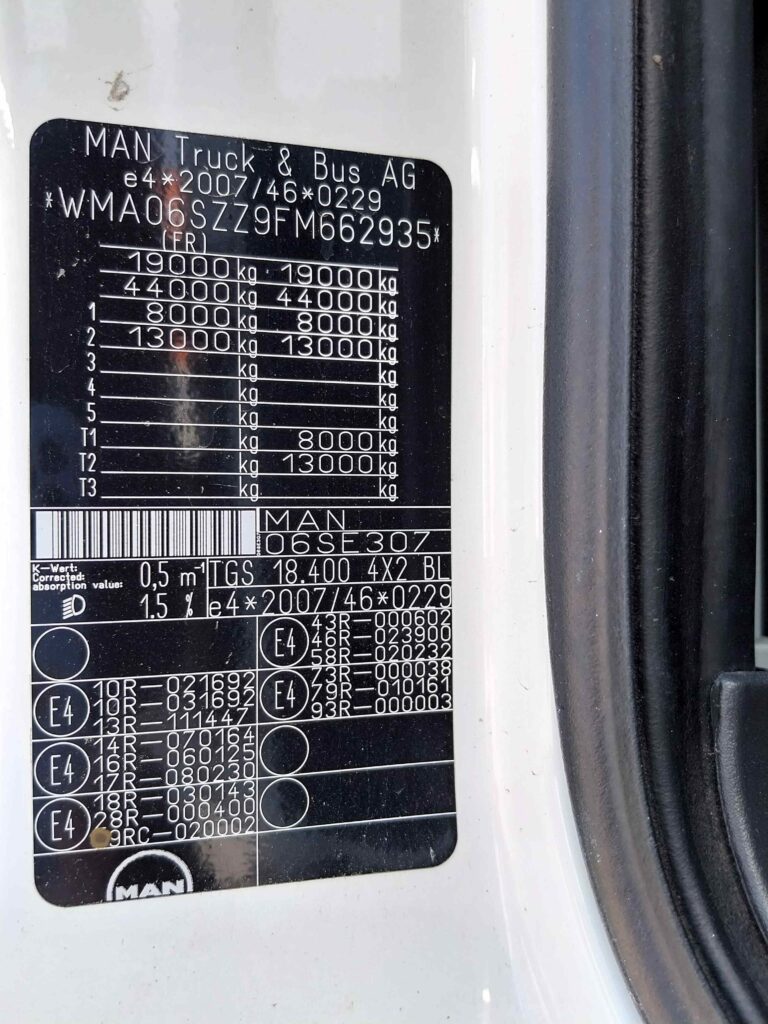 MAN Truck & Bus AG
e4*2007/46*0229
*WMA06SZZ9FM662935*
(FR)
19000 kg 19000 kg
44000 kg 44000 kg
1 8000 kg 8000 kg
2 13000 kg 13000 kg
3 kg kg
4 kg kg
5 kg kg
T1 kg 8000 kg
T2 kg 13000 kg
T3 kg kg
MAN
06SE307
K-Wert:
Corrected:
absorption value:
0,5 m-1
TGS 18.400 4X2 BL
1.5 %
e4*2007/46*0229
E4
43R-000602
46R-023900
58R-020232
E4
10R-021692
10R-031692
13R-111447
E4
73R-000038
79R-010161
93R-000003
E4
14R-070164
16R-060125
17R-080230
E4
18R-030143
28R-000400
9RC-020002
MAN